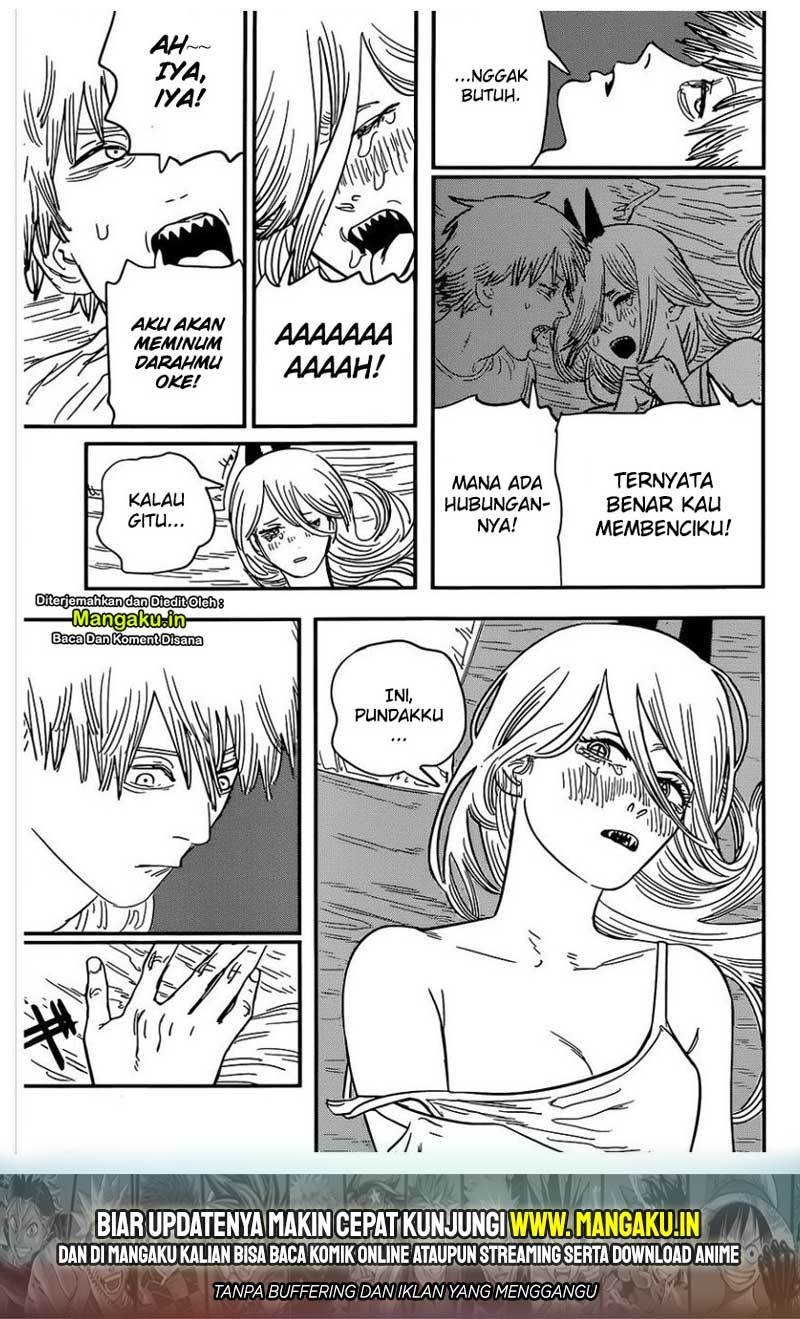 ...NGGAK
BUTUH.
TERNYATA
BENAR KAU
MEMBENCIKU!
MANA ADA
HUBUNGAN-
NYA!
AAAAAAA
AAAAH!
AH~~
IYA,
IYA!
AKU AKAN
MEMINUM
DARAHMU
OKE!
KALAU
GITU...
Diterjemahkan dan Diedit Oleh :
Mangaku.in
Baca Dan Koment Disana
INI,
PUNDAKKU
...
BIAR UPDATENYA MAKIN CEPAT KUNJUNGI WWW. MANGAKU.IN
DAN DI MANGAKU KALIAN BISA BACA KOMIK ONLINE ATAUPUN STREAMING SERTA DOWNLOAD ANIME
TANPA BUFFERING DAN IKLAN YANG MENGGANGU